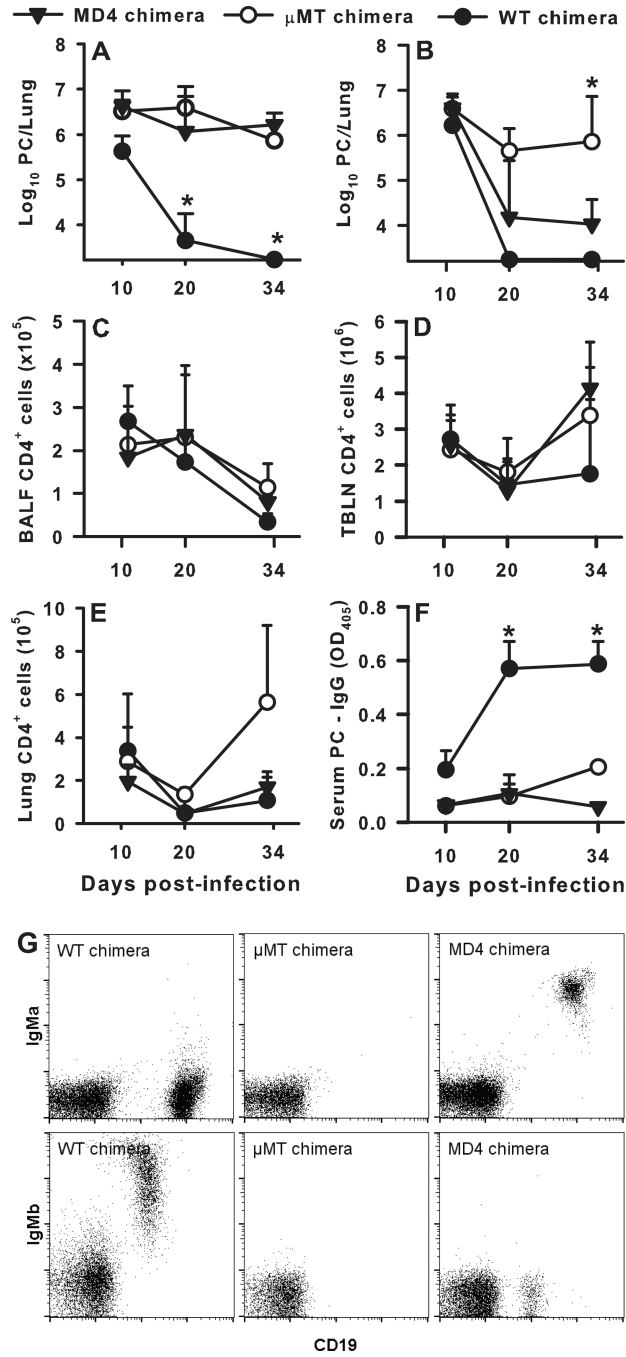 MD4 chimera μMT chimera WT chimera
A
Log10 PC/Lung
8
7
6
5
4
*
*
10 20 34
B
Log10 PC/Lung
8
7
6
5
4
*
10 20 34
C
BALF CD4+ cells (x10^5)
5
4
3
2
1
0
10 20 34
D
TBLN CD4+ cells (10^6)
6
5
4
3
2
1
0
10 20 34
E
Lung CD4+ cells (10^5)
10
8
6
4
2
0
10 20 34
Days post-infection
F
Serum PC - IgG (OD405)
0.8
0.6
0.4
0.2
0.0
*
*
10 20 34
Days post-infection
G
IgMa
WT chimera
μMT chimera
MD4 chimera
IgMb
WT chimera
μMT chimera
MD4 chimera
CD19